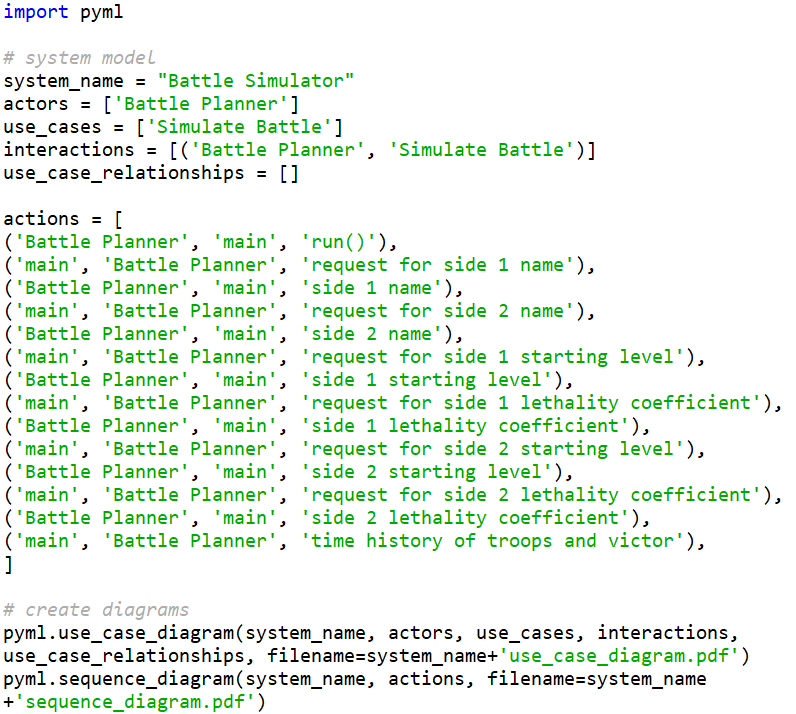 import pyml
# system model
system_name = "Battle Simulator"
actors = ['Battle Planner']
use_cases = ['Simulate Battle']
interactions = [('Battle Planner', 'Simulate Battle')]
use_case_relationships = []
actions = [
('Battle Planner', 'main', 'run()'),
('main', 'Battle Planner', 'request for side 1 name'),
('Battle Planner', 'main', 'side 1 name'),
('main', 'Battle Planner', 'request for side 2 name'),
('Battle Planner', 'main', 'side 2 name'),
('main', 'Battle Planner', 'request for side 1 starting level'),
('Battle Planner', 'main', 'side 1 starting level'),
('main', 'Battle Planner', 'request for side 1 lethality coefficient'),
('Battle Planner', 'main', 'side 1 lethality coefficient'),
('main', 'Battle Planner', 'request for side 2 starting level'),
('Battle Planner', 'main', 'side 2 starting level'),
('main', 'Battle Planner', 'request for side 2 lethality coefficient'),
('Battle Planner', 'main', 'side 2 lethality coefficient'),
('main', 'Battle Planner', 'time history of troops and victor'),
]
# create diagrams
pyml.use_case_diagram(system_name, actors, use_cases, interactions,
use_case_relationships, filename=system_name+'use_case_diagram.pdf')
pyml.sequence_diagram(system_name, actions, filename=system_name
+'sequence_diagram.pdf')